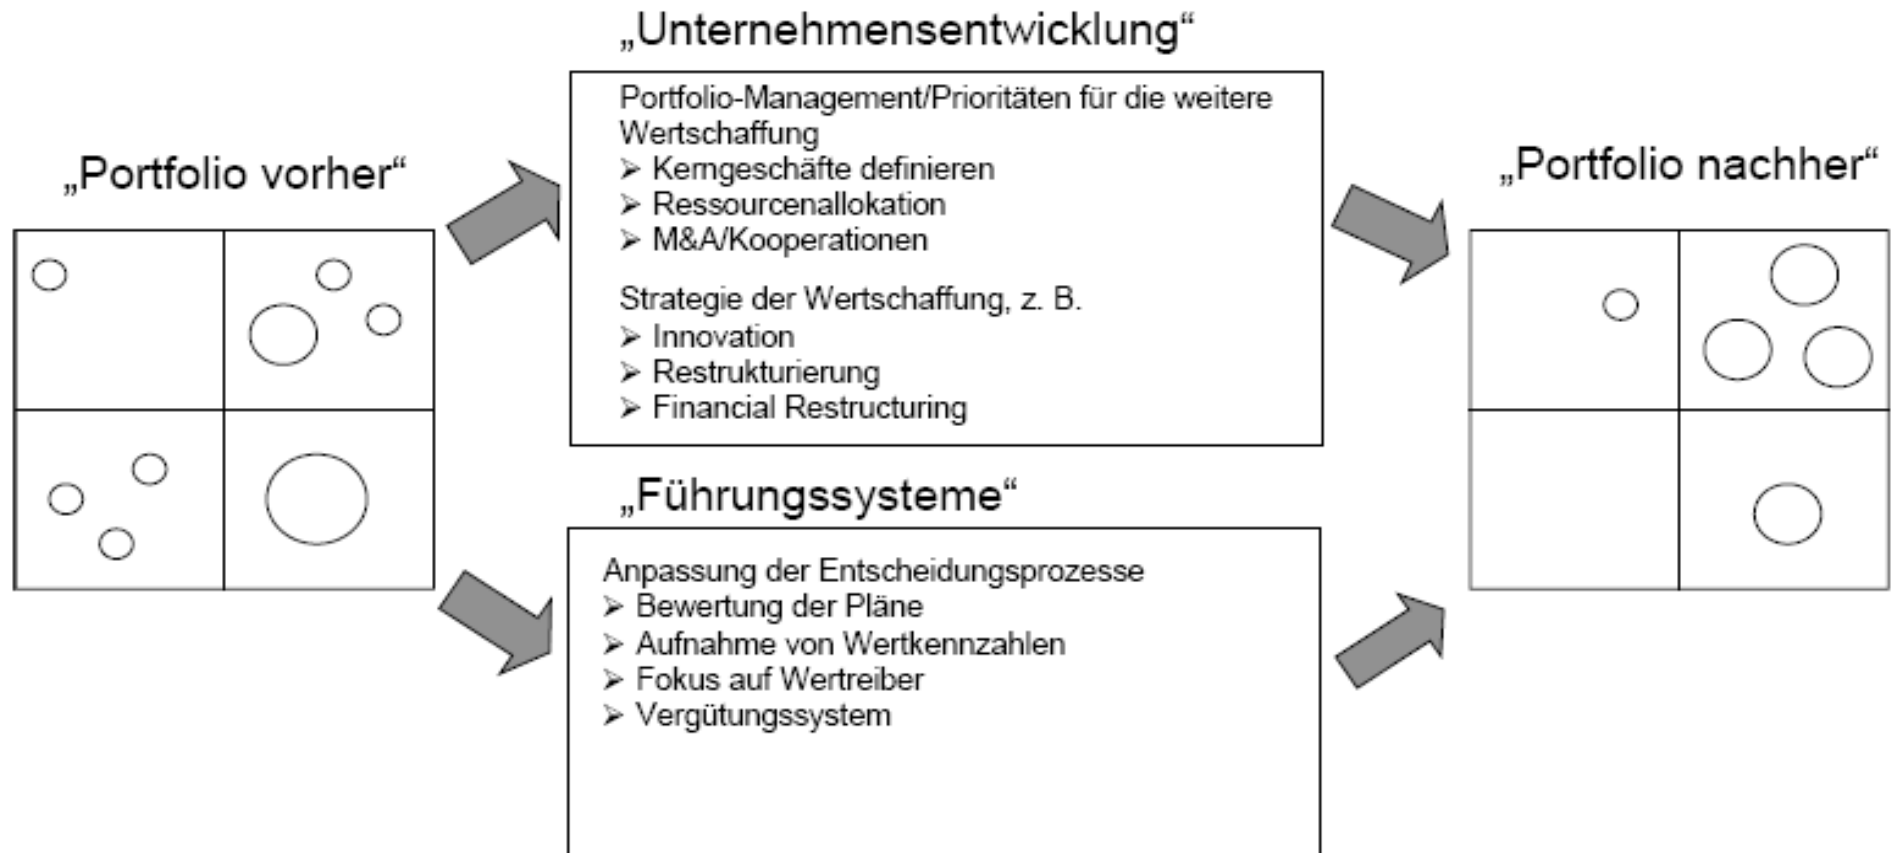 „Unternehmensentwicklung“
Portfolio-Management/Prioritäten für die weitere
Wertschaffung
➢ Kerngeschäfte definieren
➢ Ressourcenallokation
➢ M&A/Kooperationen
Strategie der Wertschaffung, z. B.
➢ Innovation
➢ Restrukturierung
➢ Financial Restructuring
„Portfolio vorher“
„Portfolio nachher“
„Führungssysteme“
Anpassung der Entscheidungsprozesse
➢ Bewertung der Pläne
➢ Aufnahme von Wertkennzahlen
➢ Fokus auf Wertreiber
➢ Vergütungssystem